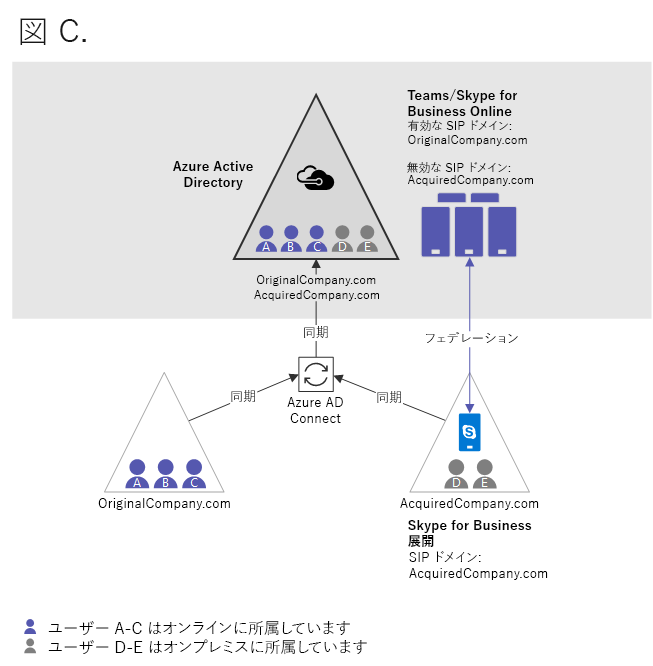 図 C.
Teams/Skype for
Business Online
有効な SIP ドメイン:
OriginalCompany.com
無効な SIP ドメイン:
AcquiredCompany.com
Azure Active
Directory
A B C D E
OriginalCompany.com
AcquiredCompany.com
同期
フェデレーション
同期
同期
Azure AD
Connect
A B C
OriginalCompany.com
S
D E
AcquiredCompany.com
Skype for Business
展開
SIP ドメイン:
AcquiredCompany.com
ユーザー A-C はオンラインに所属しています
ユーザー D-E はオンプレミスに所属しています